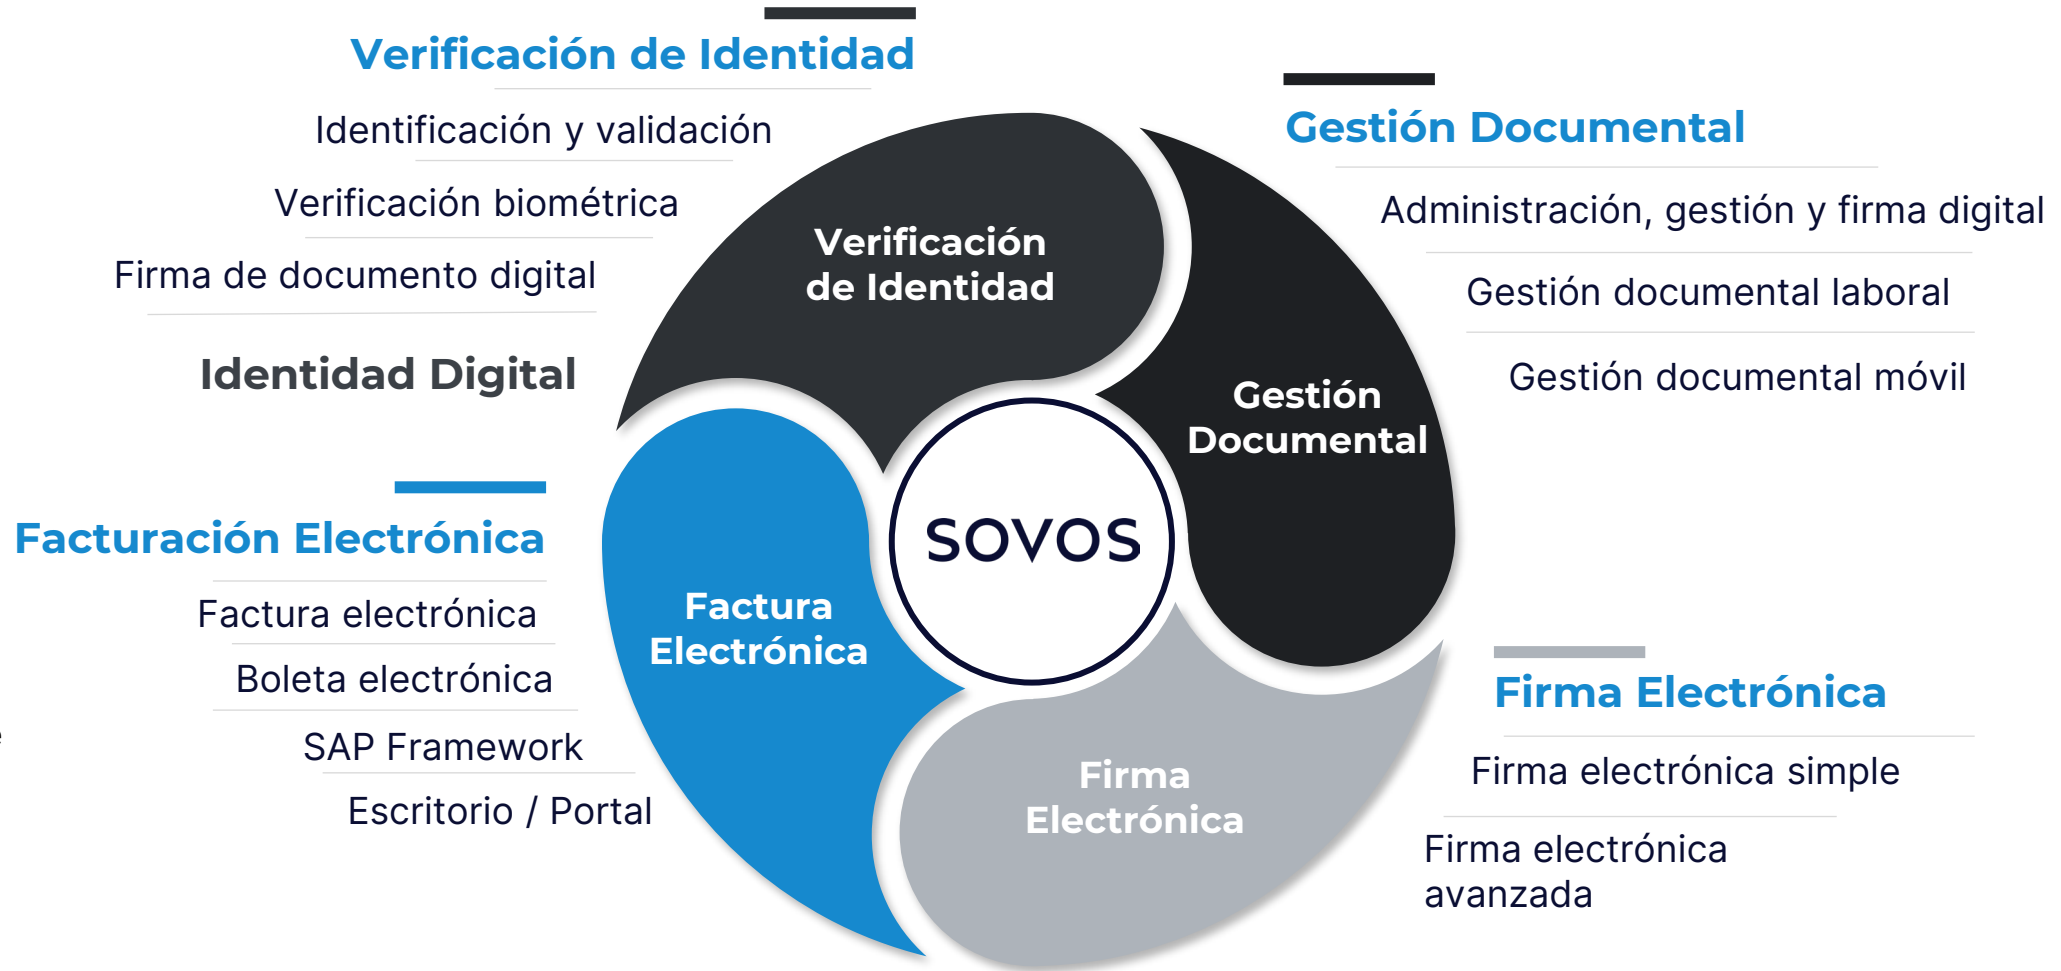 Verificación de Identidad
Identificación y validación
Verificación biométrica
Firma de documento digital
Identidad Digital
Gestión Documental
Administración, gestión y firma digital
Gestión documental laboral
Gestión documental móvil
Verificación
de Identidad
Gestión
Documental
SOVOS
Factura
Electrónica
Firma
Electrónica
Facturación Electrónica
Factura electrónica
Boleta electrónica
SAP Framework
Escritorio / Portal
Firma Electrónica
Firma electrónica simple
Firma electrónica
avanzada